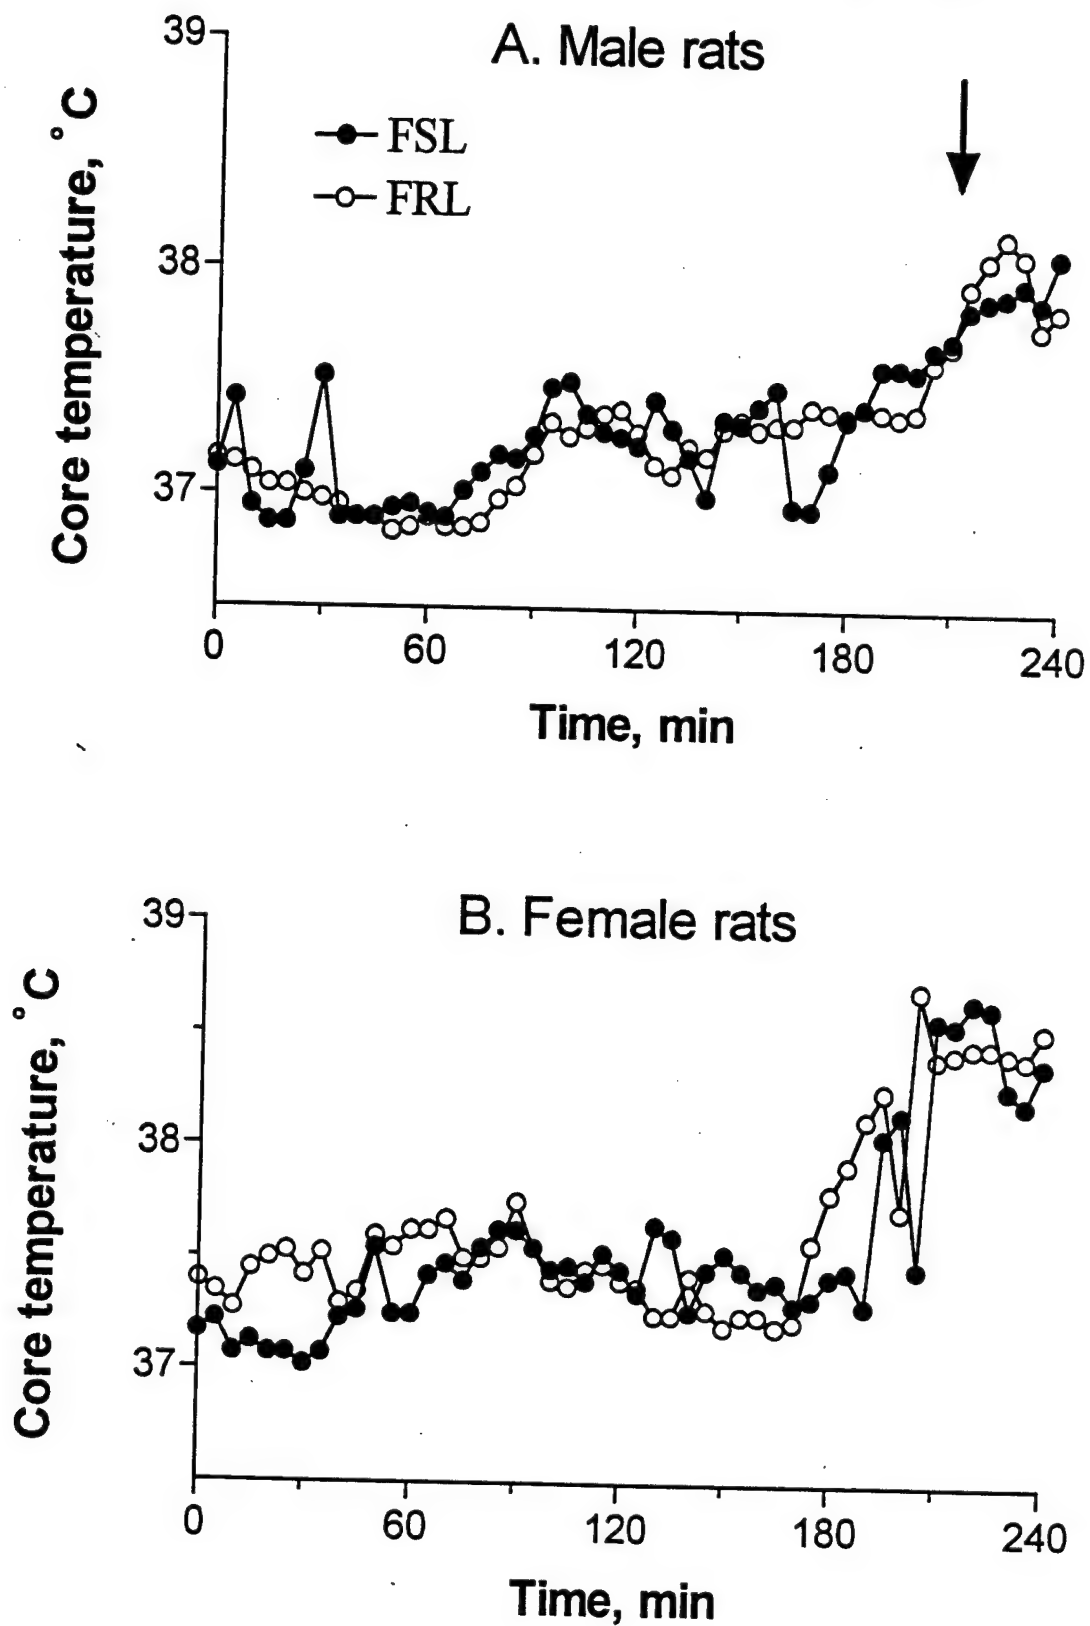 A. Male rats
39
38
37
Core temperature, °C
FSL
FRL
0 60 120 180 240
Time, min
B. Female rats
39
38
37
Core temperature, °C
0 60 120 180 240
Time, min